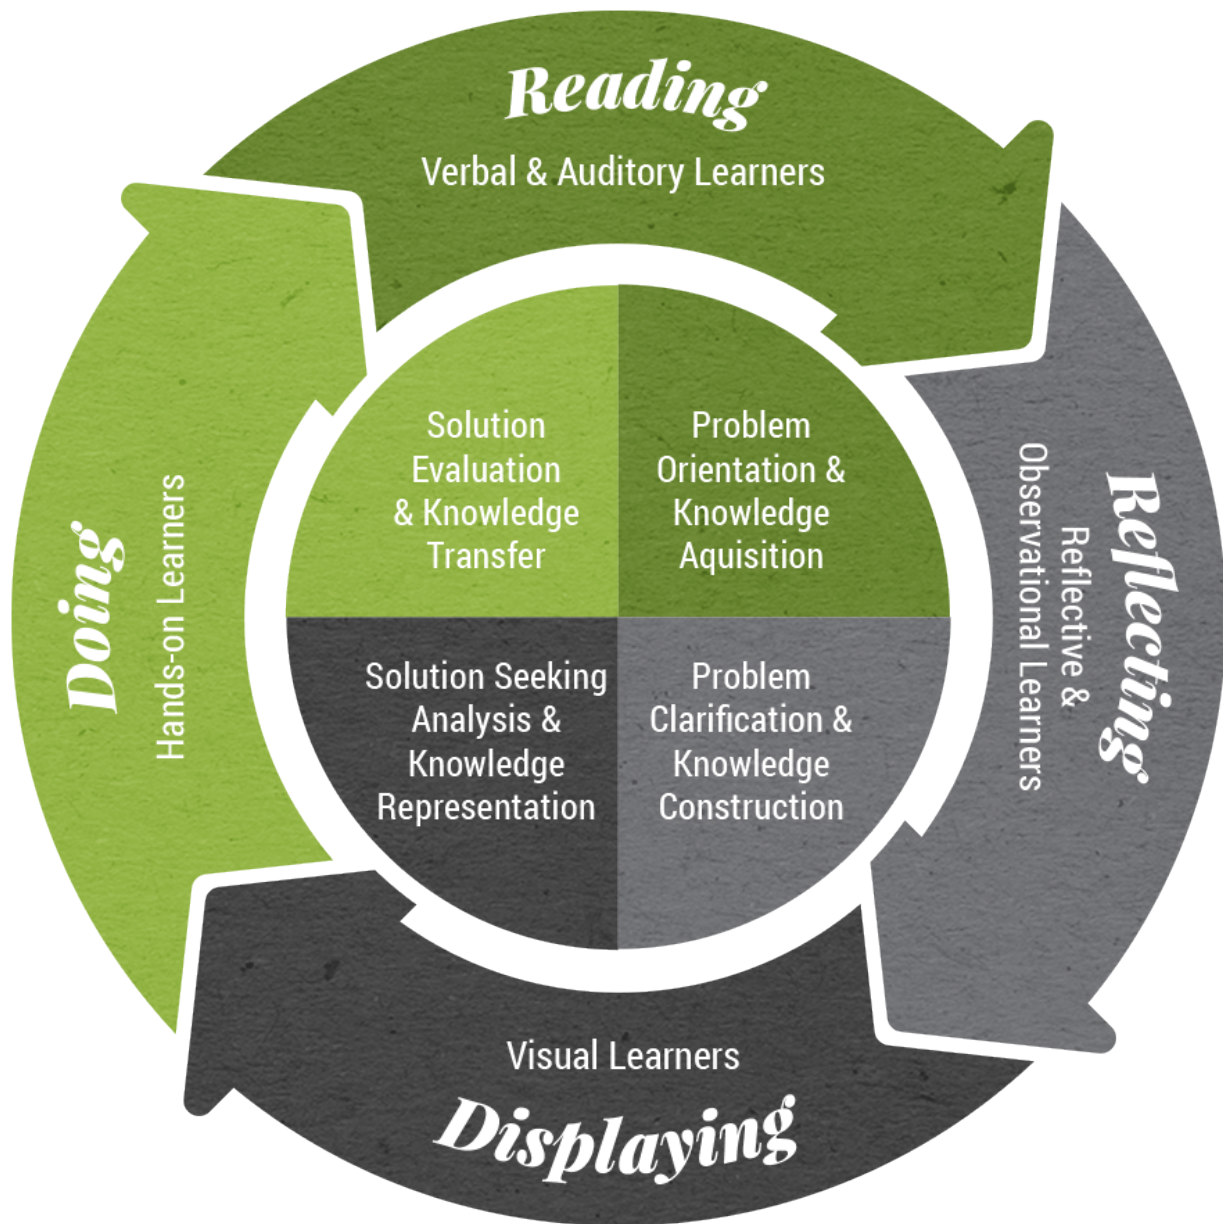 Reading
Verbal & Auditory Learners
Reflecting
Reflective &
Observational Learners
Displaying
Visual Learners
Doing
Hands-on Learners
Solution
Evaluation
& Knowledge
Transfer
Problem
Orientation &
Knowledge
Aquisition
Solution Seeking
Analysis &
Knowledge
Representation
Problem
Clarification &
Knowledge
Construction